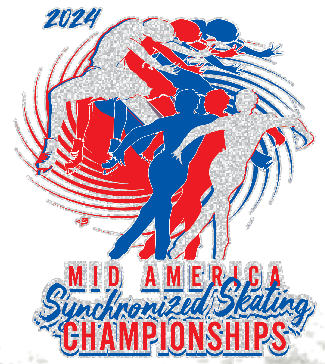 2024
MID AMERICA
Synchronized Skating
CHAMPIONSHIPS